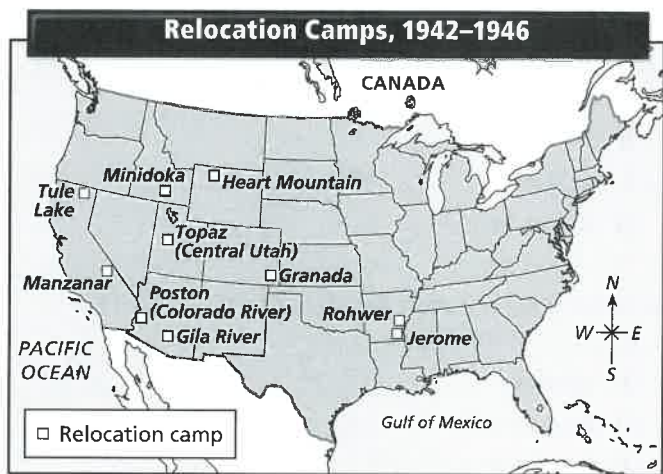 Relocation Camps, 1942–1946
CANADA
Minidoka
Heart Mountain
Tule
Lake
Topaz
(Central Utah)
Granada
Manzanar
Poston
(Colorado River)
Rohwer
Gila River
Jerome
N
W
E
S
PACIFIC
OCEAN
Gulf of Mexico
Relocation camp